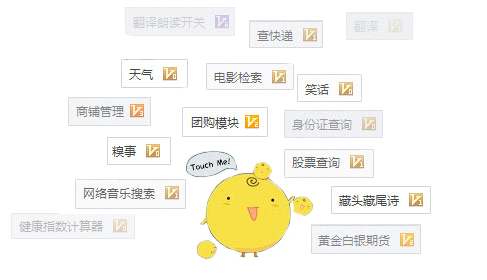 翻译朗读开关
查快递
翻译
天气
电影检索
笑话
商铺管理
团购模块
身份证查询
糗事
股票查询
Touch Me!
网络音乐搜索
藏头藏尾诗
健康指数计算器
黄金白银期货